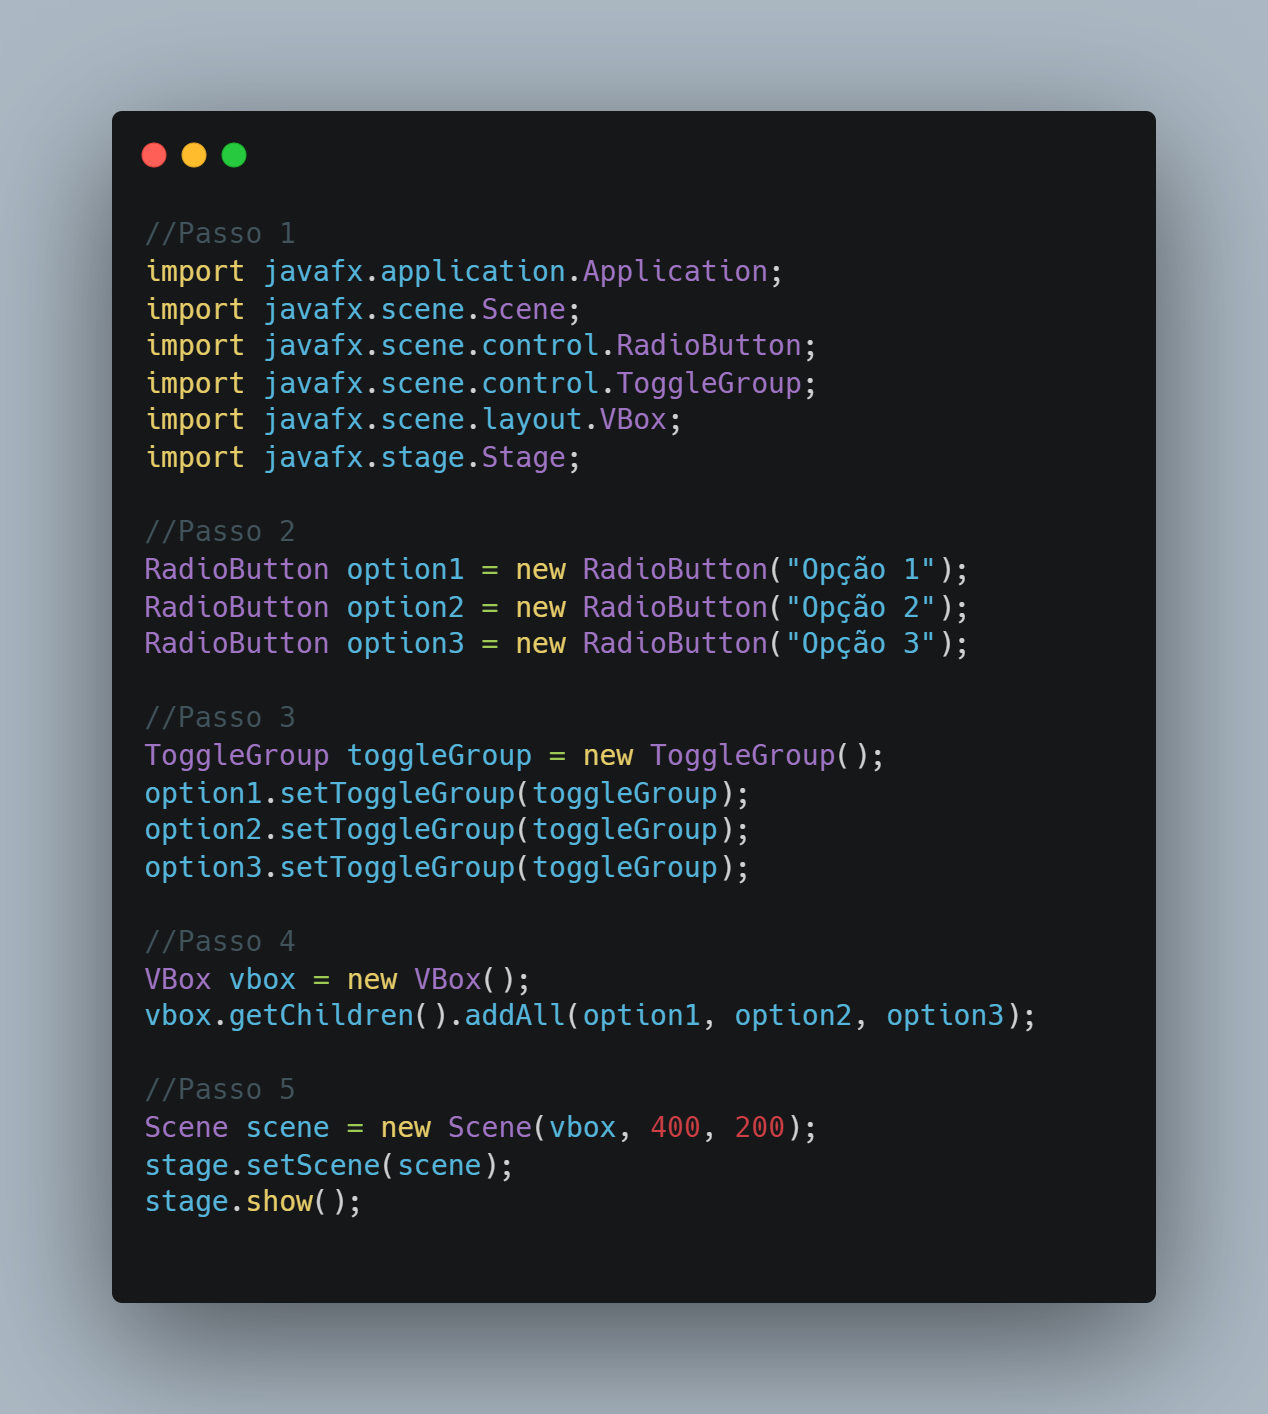 //Passo 1
import javafx.application.Application;
import javafx.scene.Scene;
import javafx.scene.control.RadioButton;
import javafx.scene.control.ToggleGroup;
import javafx.scene.layout.VBox;
import javafx.stage.Stage;
//Passo 2
RadioButton option1 = new RadioButton("Opção 1");
RadioButton option2 = new RadioButton("Opção 2");
RadioButton option3 = new RadioButton("Opção 3");
//Passo 3
ToggleGroup toggleGroup = new ToggleGroup();
option1.setToggleGroup(toggleGroup);
option2.setToggleGroup(toggleGroup);
option3.setToggleGroup(toggleGroup);
//Passo 4
VBox vbox = new VBox();
vbox.getChildren().addAll(option1, option2, option3);
//Passo 5
Scene scene = new Scene(vbox, 400, 200);
stage.setScene(scene);
stage.show();